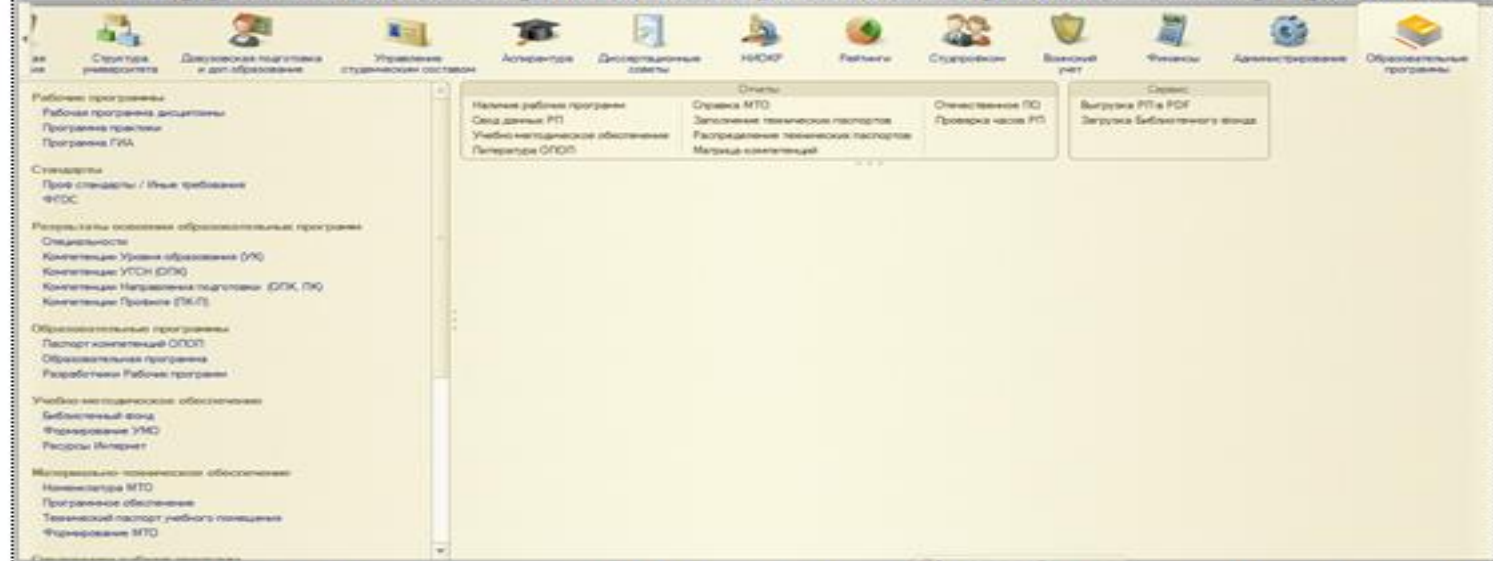 Структура университета
Довузовская подготовка и доп.образование
Управление студенческим составом
Аспирантура
Диссертационные советы
НИОКР
Рейтинги
Студпрофком
Воинский учет
Финансы
Администрирование
Образовательные программы
Рабочие программы
Рабочая программа дисциплины
Программа практики
Программа ГИА
Стандарты
Проф стандарты / Иные требования
ФГОС
Результаты освоения образовательных программ
Специальности
Компетенции Уровня образования (УК)
Компетенции УГСН (ОПК)
Компетенции Направления подготовки (ОПК, ПК)
Компетенции Профиля (ПК-П)
Образовательные программы
Паспорт компетенций ОПОП
Образовательная программа
Разработчики Рабочих программ
Учебно-методическое обеспечение
Библиотечный фонд
Формирование УМО
Ресурсы Интернет
Материально-техническое обеспечение
Номенклатура МТО
Программное обеспечение
Технический паспорт учебного помещения
Формирование МТО
Отчеты
Наличие рабочих программ
Свод данных РП
Учебно-методическое обеспечение
Литература ОПОП
Справка МТО
Заполнение технических паспортов
Распределение технических паспортов
Матрица компетенций
Отечественное ПО
Проверка часов РП
Сервис
Выгрузка РП в PDF
Загрузка Библиотечного фонда